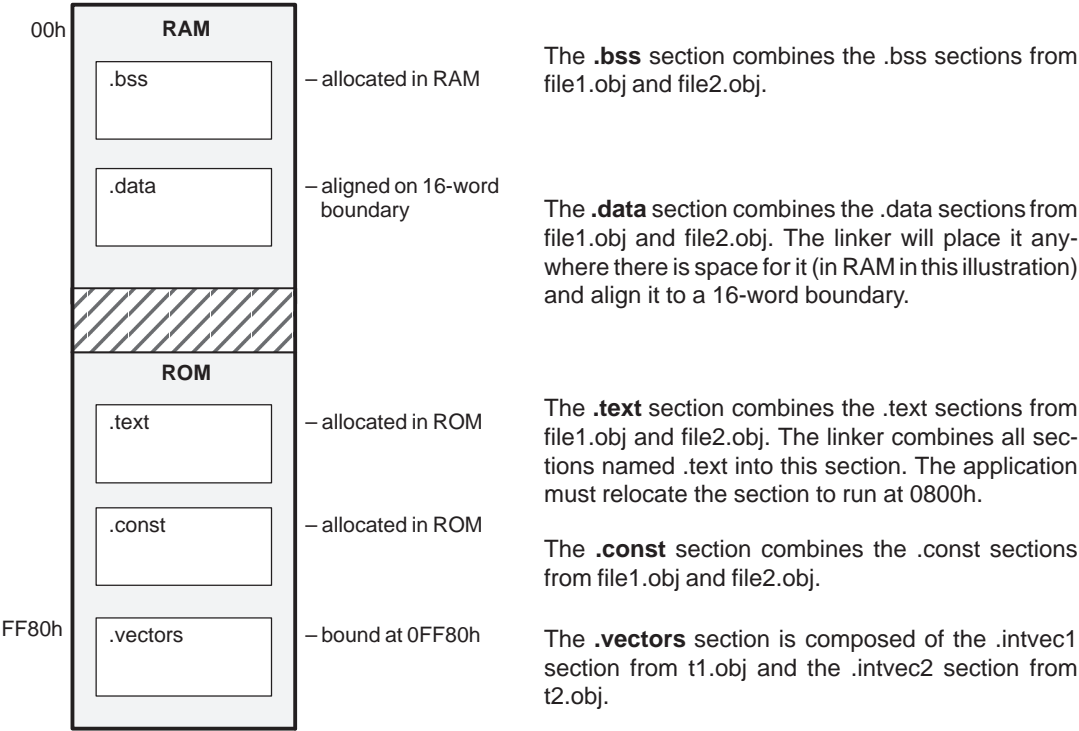 00h
RAM
.bss
– allocated in RAM
The .bss section combines the .bss sections from
file1.obj and file2.obj.
.data
– aligned on 16-word
boundary
The .data section combines the .data sections from
file1.obj and file2.obj. The linker will place it any-
where there is space for it (in RAM in this illustration)
and align it to a 16-word boundary.
ROM
.text
– allocated in ROM
The .text section combines the .text sections from
file1.obj and file2.obj. The linker combines all sec-
tions named .text into this section. The application
must relocate the section to run at 0800h.
.const
– allocated in ROM
The .const section combines the .const sections
from file1.obj and file2.obj.
FF80h
.vectors
– bound at 0FF80h
The .vectors section is composed of the .intvec1
section from t1.obj and the .intvec2 section from
t2.obj.